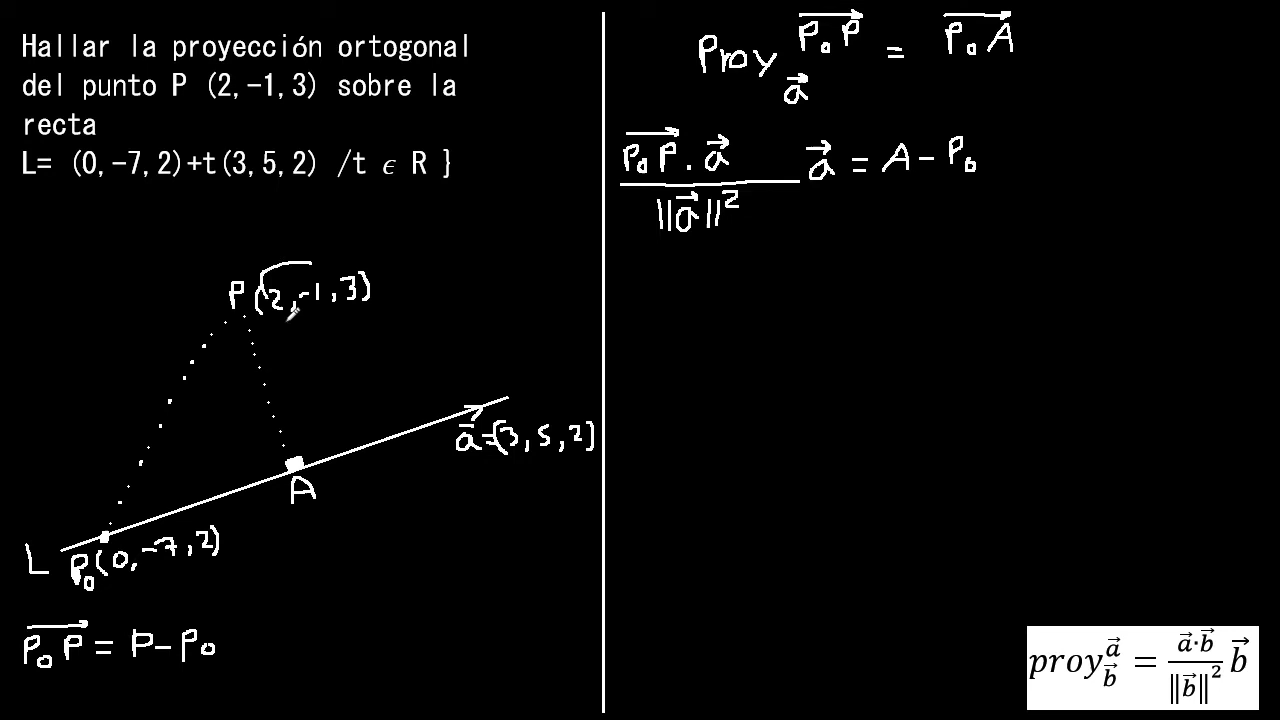 Hallar la proyección ortogonal
del punto P (2,-1,3) sobre la
recta
L= (0,-7,2)+t(3,5,2) /t ϵ R }
P(2,-1,3)
a⃗=(3,5,2)
A
L
P₀(0,-7,2)
P₀P⃗ = P-P₀
Proy_a⃗ P₀P⃗ = P₀A⃗
P₀P⃗ . a⃗ / ||a⃗||² a⃗ = A - P₀
proy_b⃗^a⃗ = a⃗·b⃗ / ‖b⃗‖² b⃗